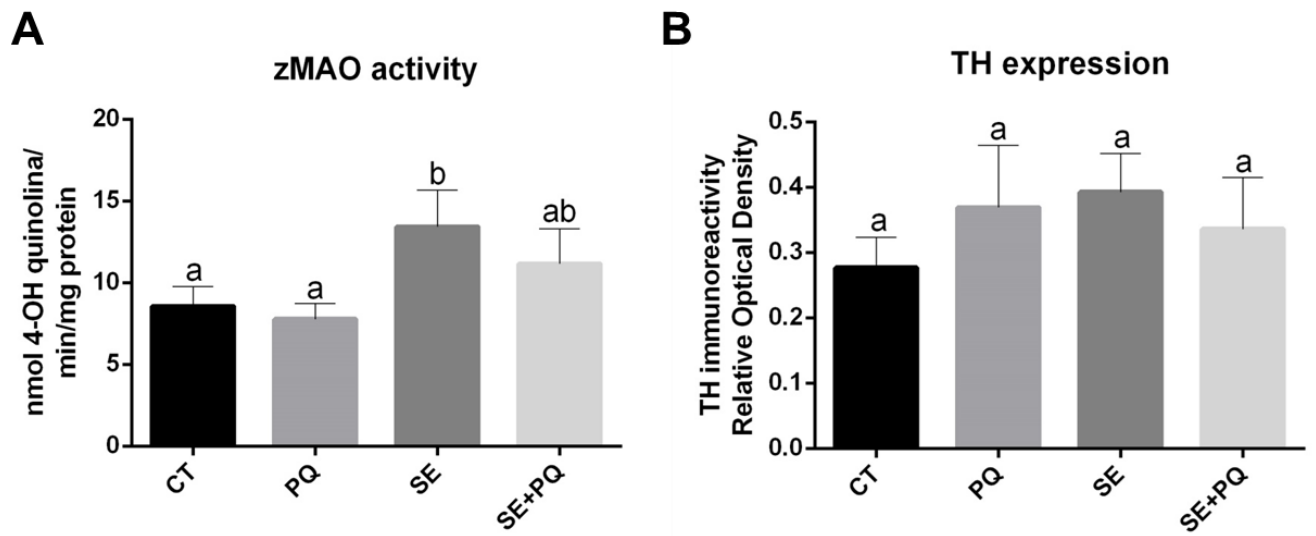 A
zMAO activity
nmol 4-OH quinolina/
min/mg protein
20
15
10
5
0
a
a
b
ab
CT
PQ
SE
SE+PQ
B
TH expression
TH immunoreactivity
Relative Optical Density
0.5
0.4
0.3
0.2
0.1
0.0
a
a
a
a
CT
PQ
SE
SE+PQ